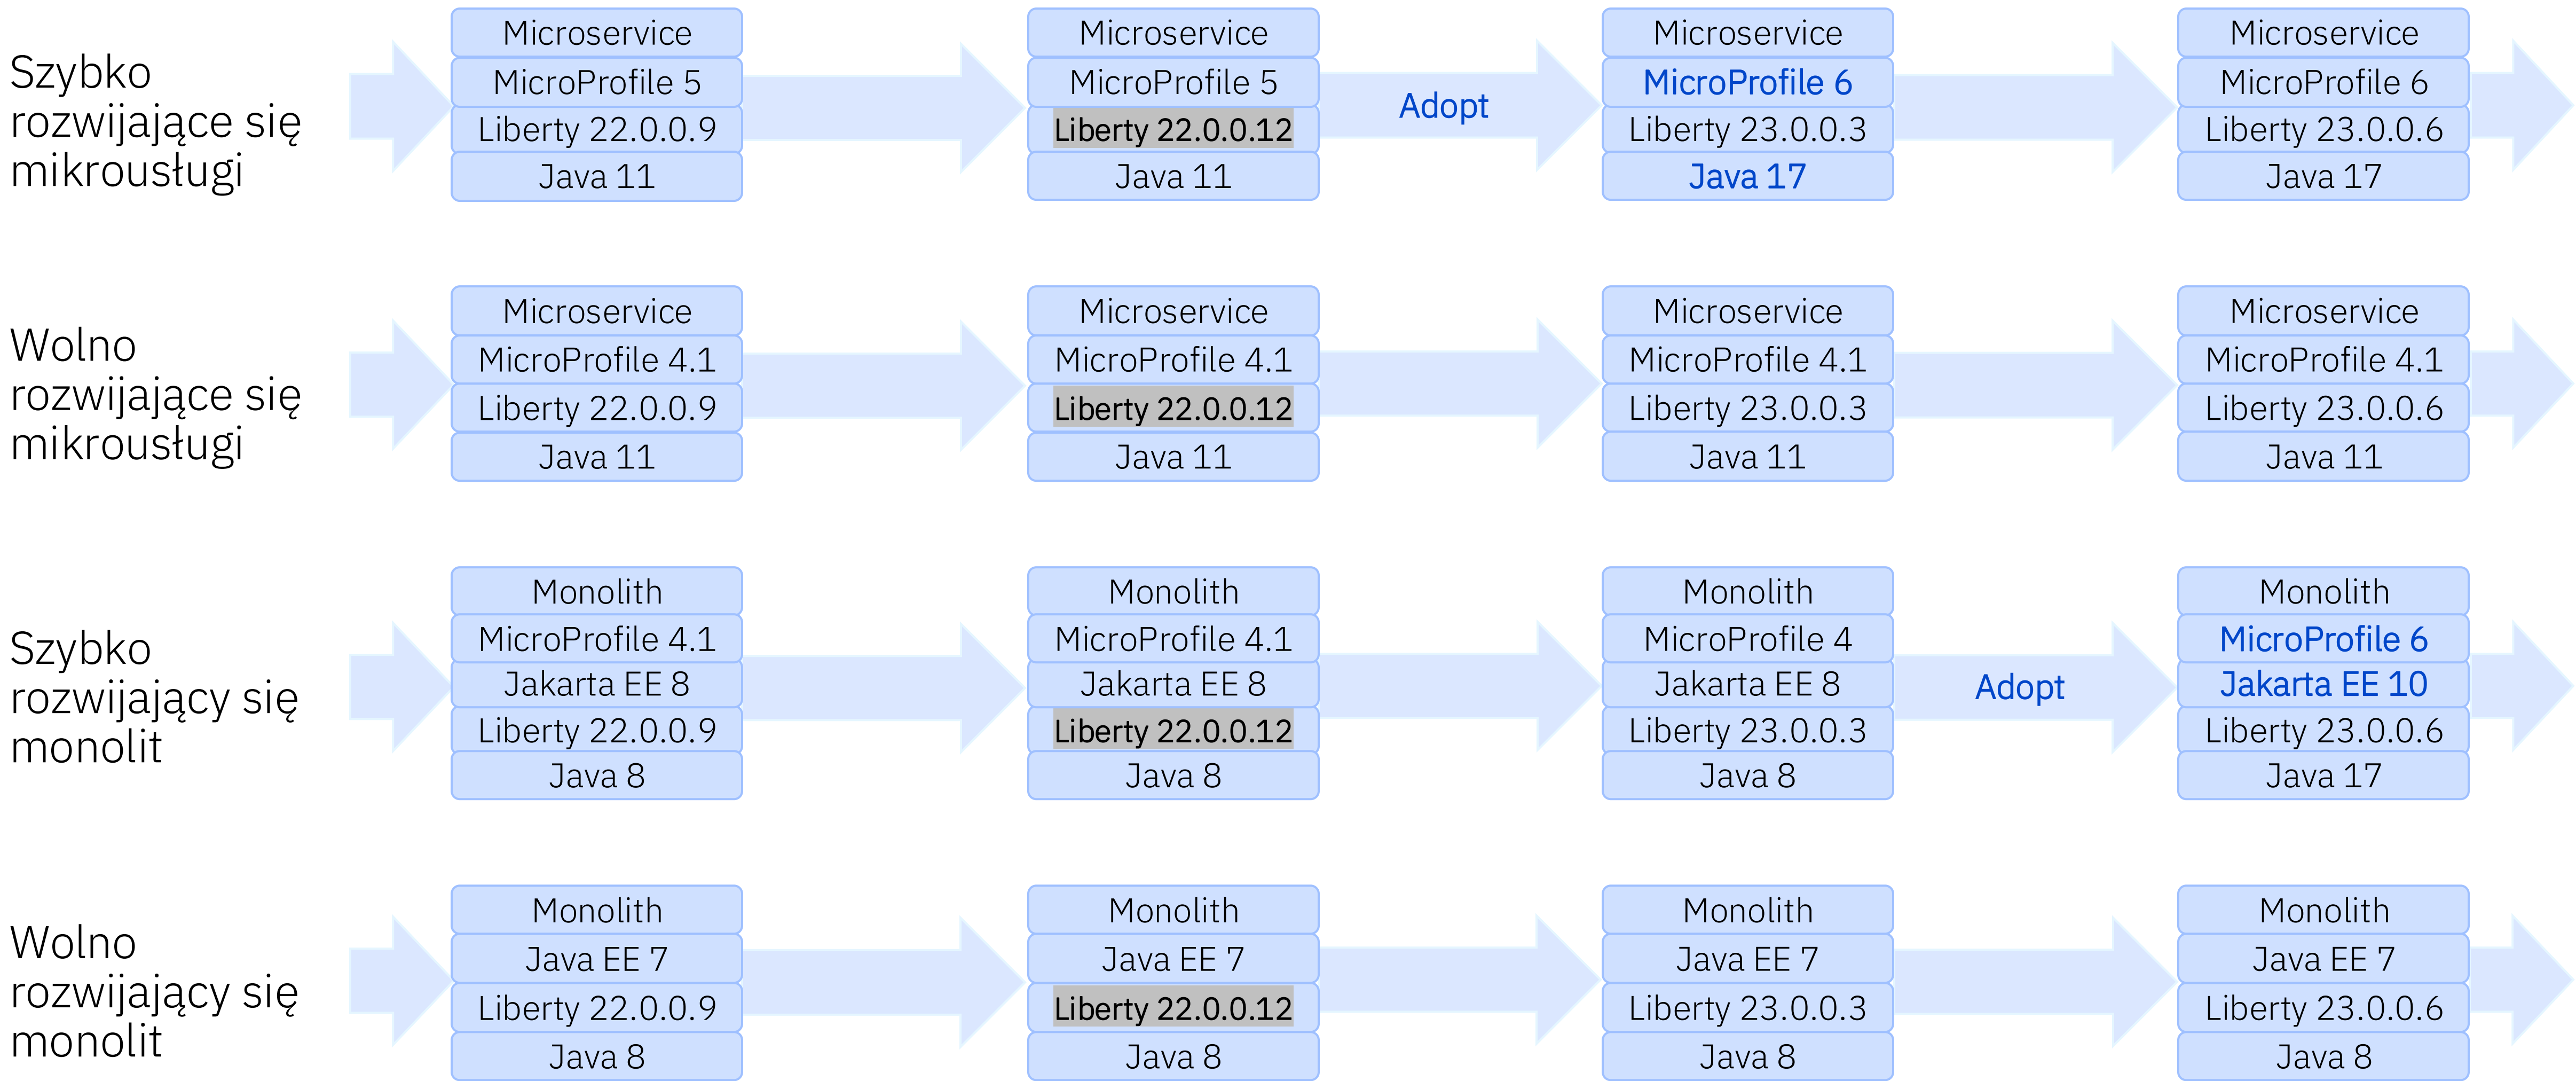 Szybko
rozwijające się
mikrousługi
Microservice
MicroProfile 5
Liberty 22.0.0.9
Java 11
Microservice
MicroProfile 5
Liberty 22.0.0.12
Java 11
Adopt
Microservice
MicroProfile 6
Liberty 23.0.0.3
Java 17
Microservice
MicroProfile 6
Liberty 23.0.0.6
Java 17
Wolno
rozwijające się
mikrousługi
Microservice
MicroProfile 4.1
Liberty 22.0.0.9
Java 11
Microservice
MicroProfile 4.1
Liberty 22.0.0.12
Java 11
Microservice
MicroProfile 4.1
Liberty 23.0.0.3
Java 11
Microservice
MicroProfile 4.1
Liberty 23.0.0.6
Java 11
Szybko
rozwijający się
monolit
Monolith
MicroProfile 4.1
Jakarta EE 8
Liberty 22.0.0.9
Java 8
Monolith
MicroProfile 4.1
Jakarta EE 8
Liberty 22.0.0.12
Java 8
Monolith
MicroProfile 4
Jakarta EE 8
Liberty 23.0.0.3
Java 8
Adopt
Monolith
MicroProfile 6
Jakarta EE 10
Liberty 23.0.0.6
Java 17
Wolno
rozwijający się
monolit
Monolith
Java EE 7
Liberty 22.0.0.9
Java 8
Monolith
Java EE 7
Liberty 22.0.0.12
Java 8
Monolith
Java EE 7
Liberty 23.0.0.3
Java 8
Monolith
Java EE 7
Liberty 23.0.0.6
Java 8